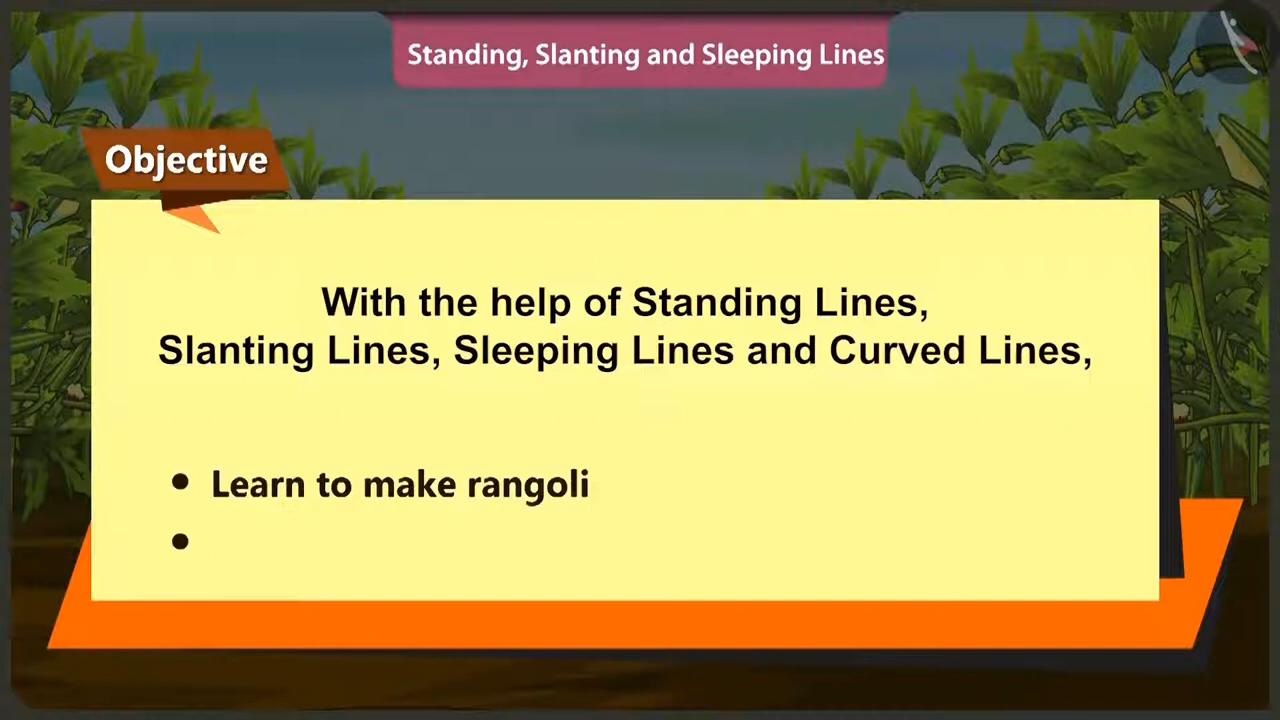 Standing, Slanting and Sleeping Lines
Objective
With the help of Standing Lines,
Slanting Lines, Sleeping Lines and Curved Lines,
• Learn to make rangoli
•